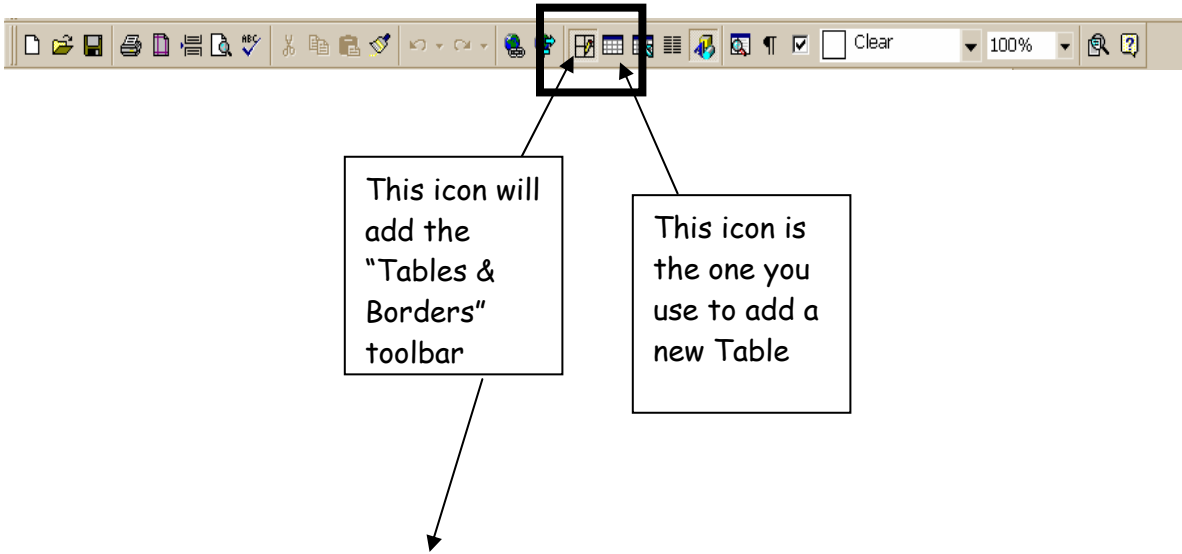 ABC
¶
Clear
100%
?
This icon will
add the
“Tables &
Borders”
toolbar
This icon is
the one you
use to add a
new Table